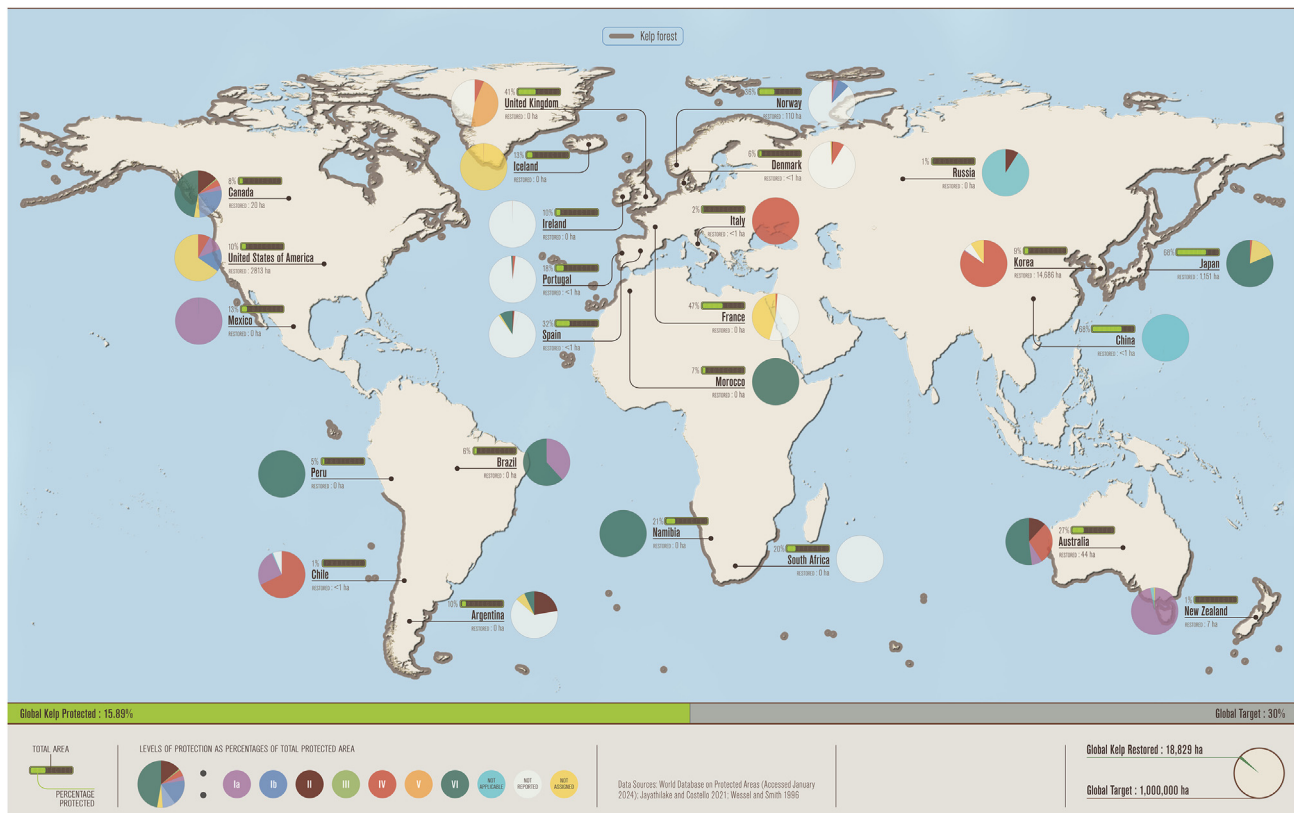 Kelp forest
41%
United Kingdom
RESTORED : 0 ha
38%
Norway
RESTORED : 110 ha
13%
Iceland
RESTORED : 0 ha
6%
Denmark
RESTORED : <1 ha
1%
Russia
RESTORED : 0 ha
8%
Canada
RESTORED : 20 ha
10%
Ireland
RESTORED : 0 ha
2%
Italy
RESTORED : <1 ha
10%
United States of America
RESTORED : 2813 ha
9%
Korea
RESTORED : 14,686 ha
68%
Japan
RESTORED : 1,151 ha
18%
Portugal
RESTORED : <1 ha
13%
Mexico
RESTORED : 0 ha
47%
France
RESTORED : 0 ha
32%
Spain
RESTORED : <1 ha
68%
China
RESTORED : <1 ha
7%
Morocco
RESTORED : 0 ha
6%
Brazil
RESTORED : 0 ha
5%
Peru
RESTORED : 0 ha
21%
Namibia
RESTORED : 0 ha
20%
South Africa
RESTORED : 0 ha
27%
Australia
RESTORED : 44 ha
1%
Chile
RESTORED : <1 ha
10%
Argentina
RESTORED : 0 ha
1%
New Zealand
RESTORED : 7 ha
Global Kelp Protected : 15.89%
Global Target : 30%
TOTAL AREA
PERCENTAGE
PROTECTED
LEVELS OF PROTECTION AS PERCENTAGES OF TOTAL PROTECTED AREA
Ia
Ib
II
III
IV
V
VI
NOT
APPLICABLE
NOT
REPORTED
NOT
ASSIGNED
Data Sources: World Database on Protected Areas (Accessed January
2024); Jayathilake and Costello 2021; Wessel and Smith 1996
Global Kelp Restored : 18,829 ha
Global Target : 1,000,000 ha